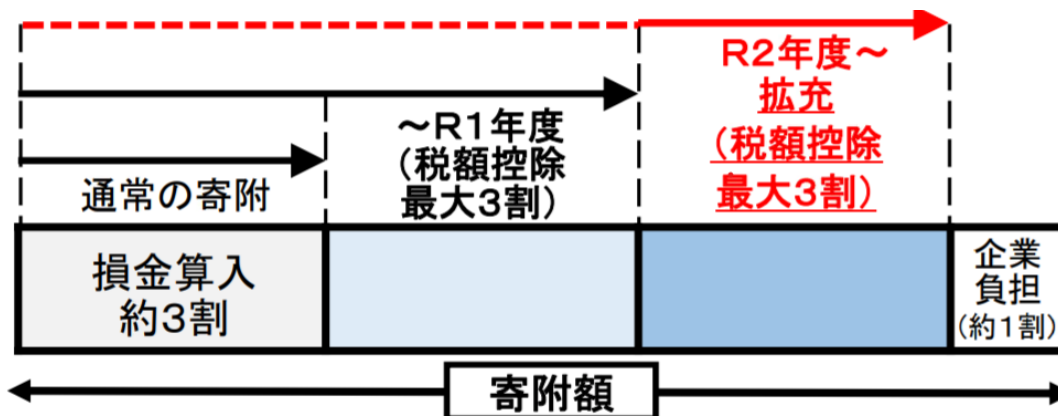 R2年度～
拡充
(税額控除
最大3割)
～R1年度
(税額控除
最大3割)
通常の寄附
損金算入
約3割
企業
負担
(約1割)
寄附額